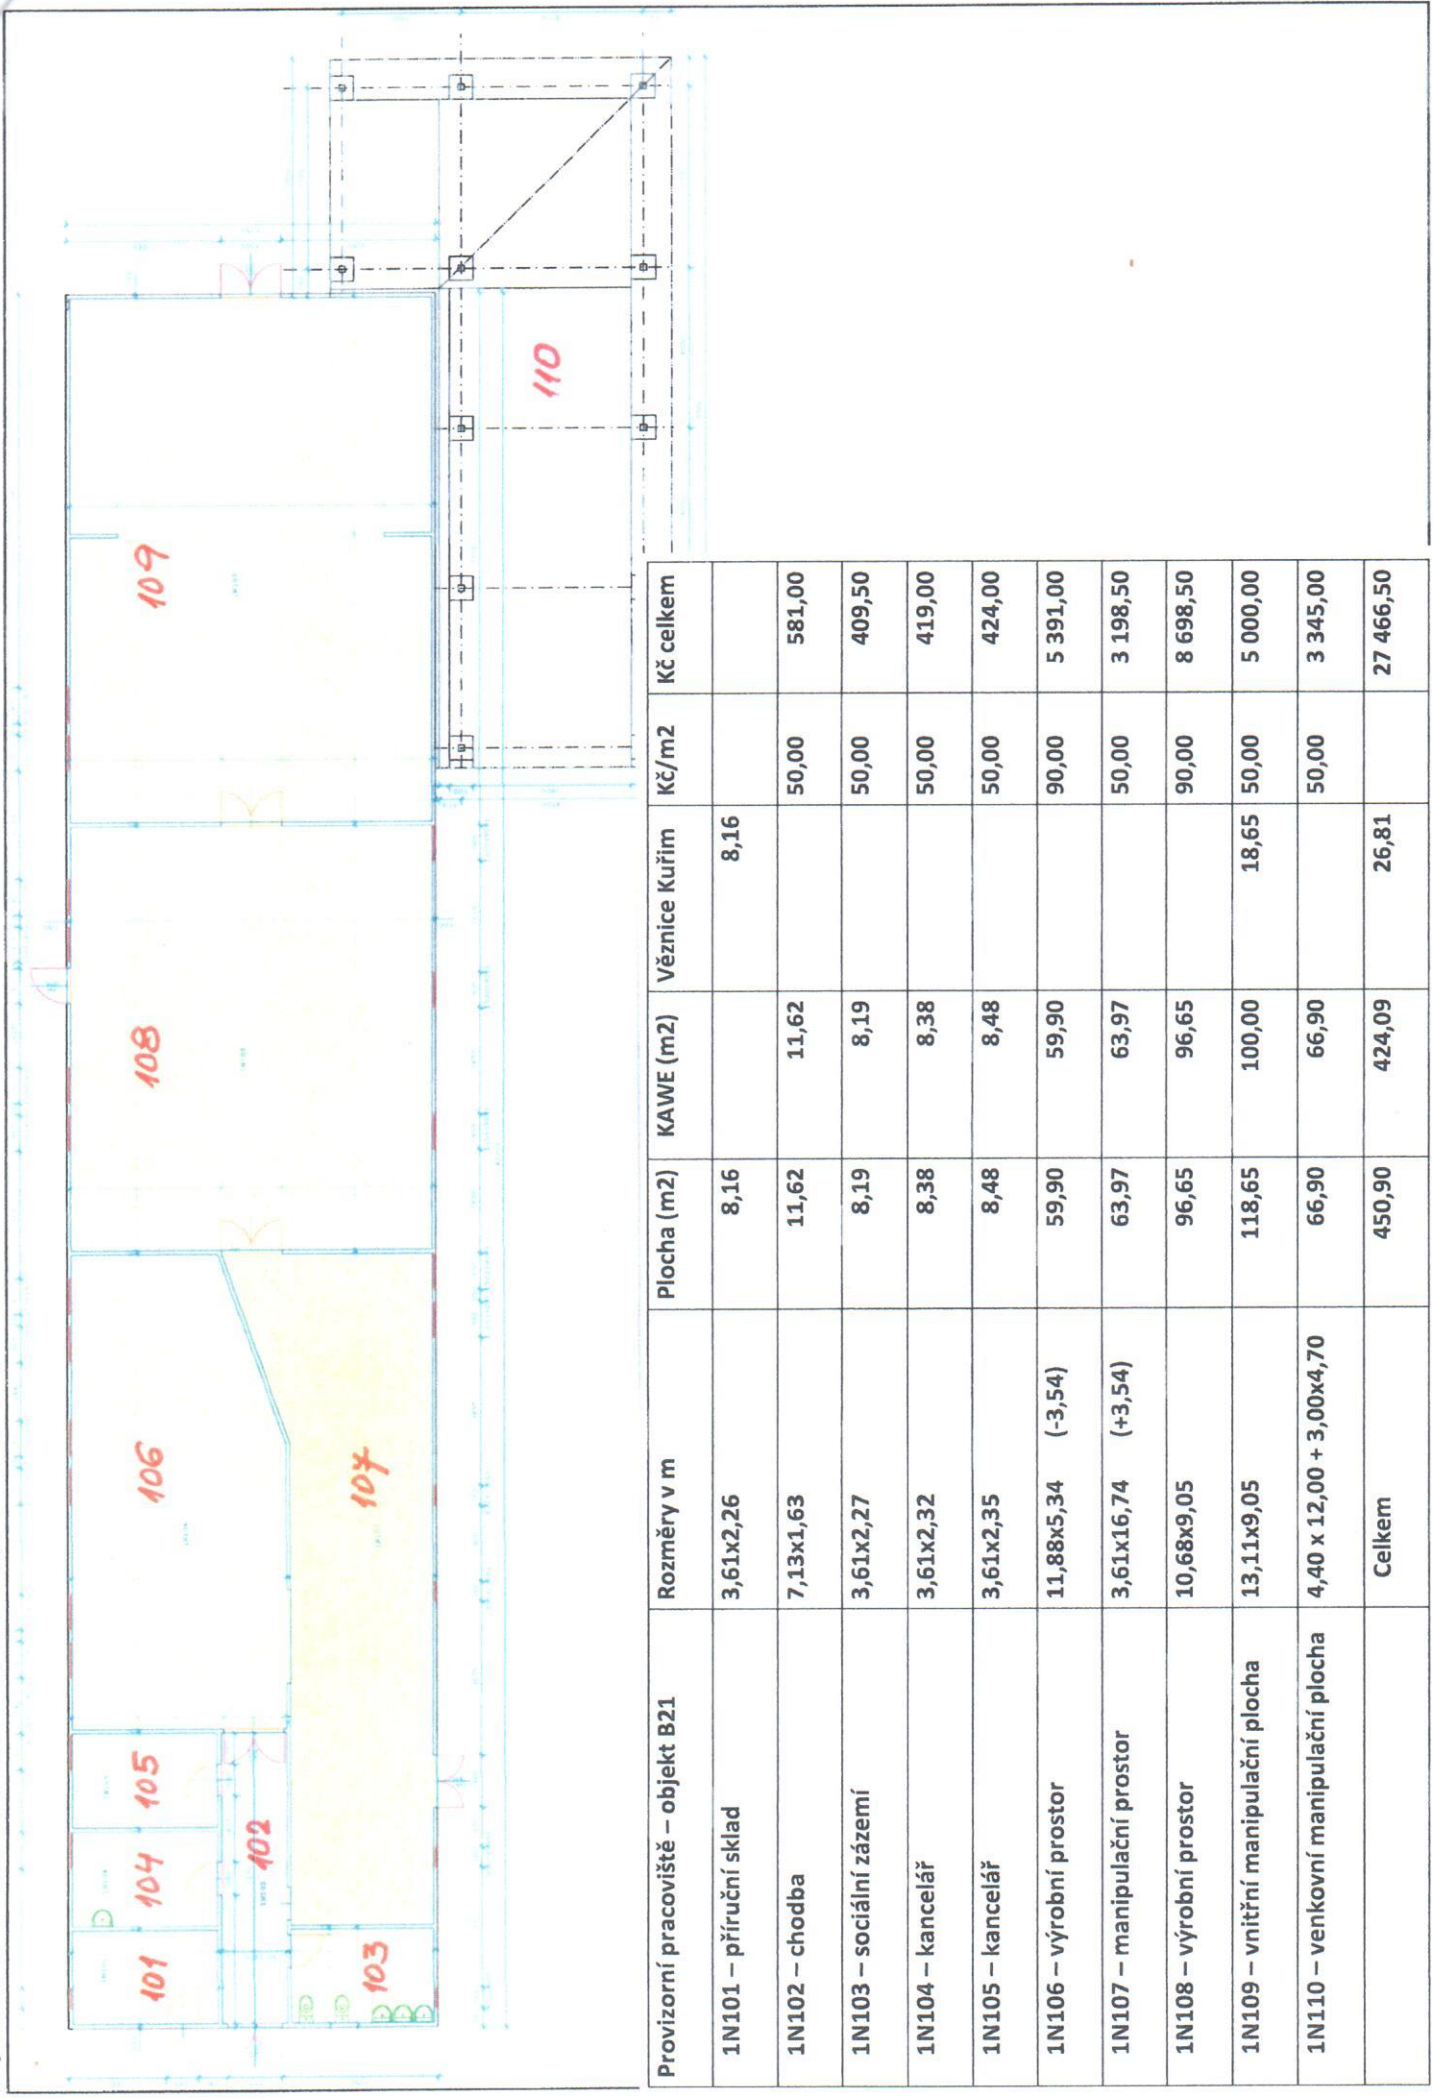 109
108
106
105
104
101
102
107
103
110
Provizorní pracoviště – objekt B21 Rozměry v m Plocha (m2) KAWE (m2) Věznice Kuřim Kč/m2 Kč celkem
1N101 – příruční sklad 3,61x2,26 8,16 8,16
1N102 – chodba 7,13x1,63 11,62 11,62 50,00 581,00
1N103 – sociální zázemí 3,61x2,27 8,19 8,19 50,00 409,50
1N104 – kancelář 3,61x2,32 8,38 8,38 50,00 419,00
1N105 – kancelář 3,61x2,35 8,48 8,48 50,00 424,00
1N106 – výrobní prostor 11,88x5,34 (-3,54) 59,90 59,90 90,00 5 391,00
1N107 – manipulační prostor 3,61x16,74 (+3,54) 63,97 63,97 50,00 3 198,50
1N108 – výrobní prostor 10,68x9,05 96,65 96,65 90,00 8 698,50
1N109 – vnitřní manipulační plocha 13,11x9,05 118,65 100,00 18,65 50,00 5 000,00
1N110 – venkovní manipulační plocha 4,40 x 12,00 + 3,00x4,70 66,90 66,90 50,00 3 345,00
Celkem 450,90 424,09 26,81 27 466,50